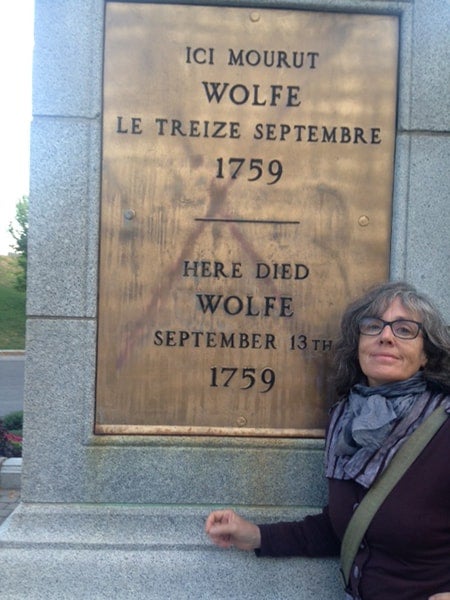 ICI MOURUT
WOLFE
LE TREIZE SEPTEMBRE
1759
HERE DIED
WOLFE
SEPTEMBER 13TH
1759